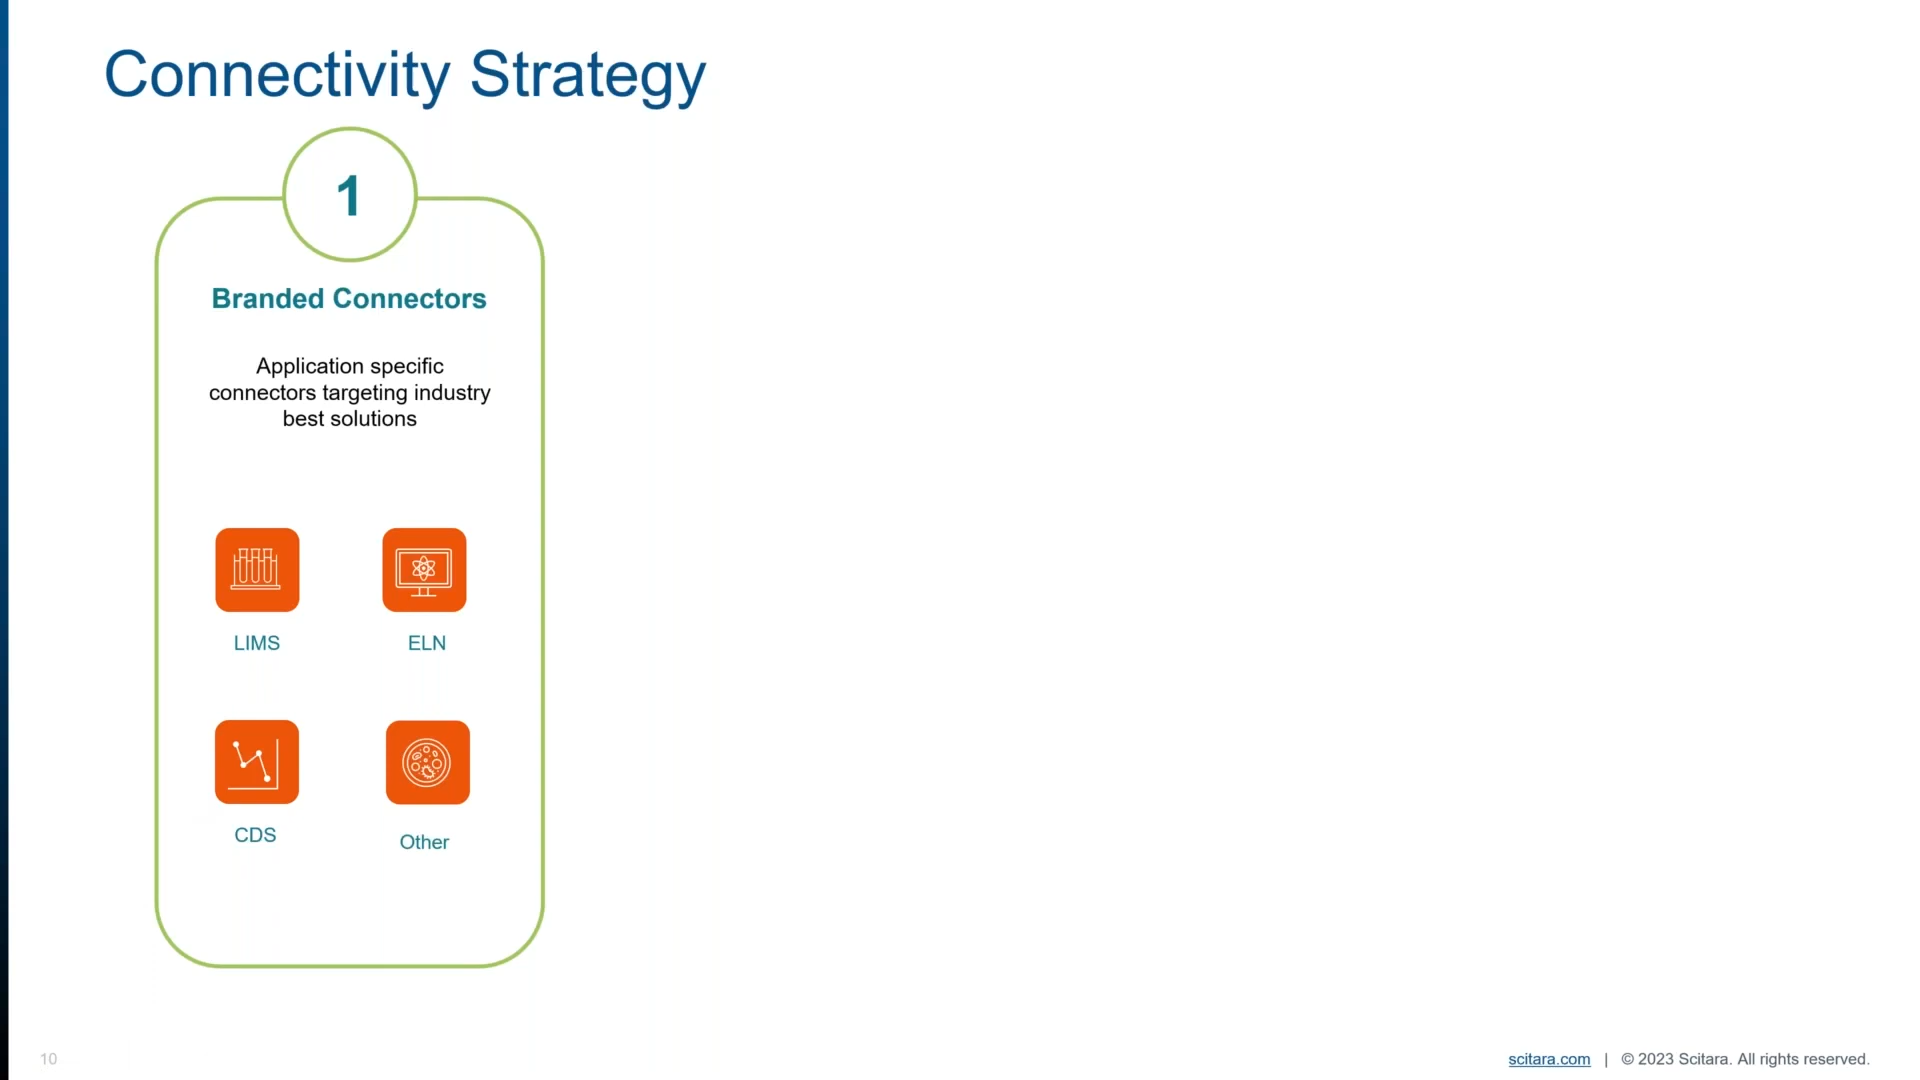 Connectivity Strategy
1
Branded Connectors
Application specific
connectors targeting industry
best solutions
LIMS
ELN
CDS
Other
10
scitara.com | © 2023 Scitara. All rights reserved.